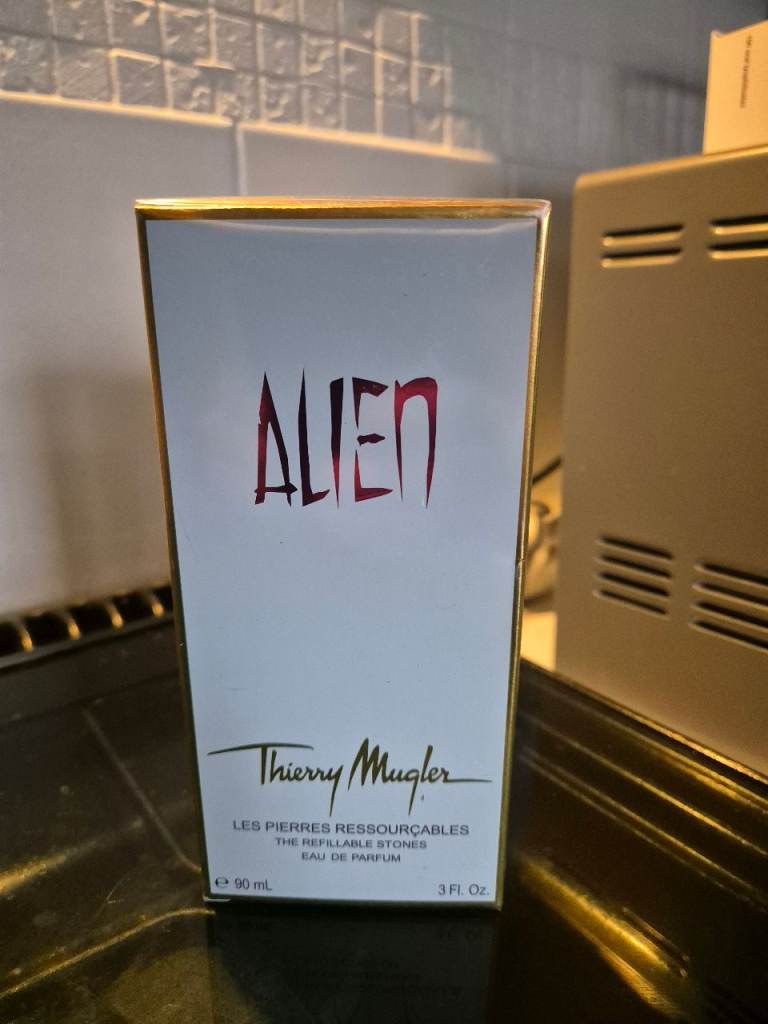 ALIEN
Thierry Mugler
LES PIERRES RESSOURÇABLES
THE REFILLABLE STONES
EAU DE PARFUM
℮ 90 mL
3 Fl. Oz.